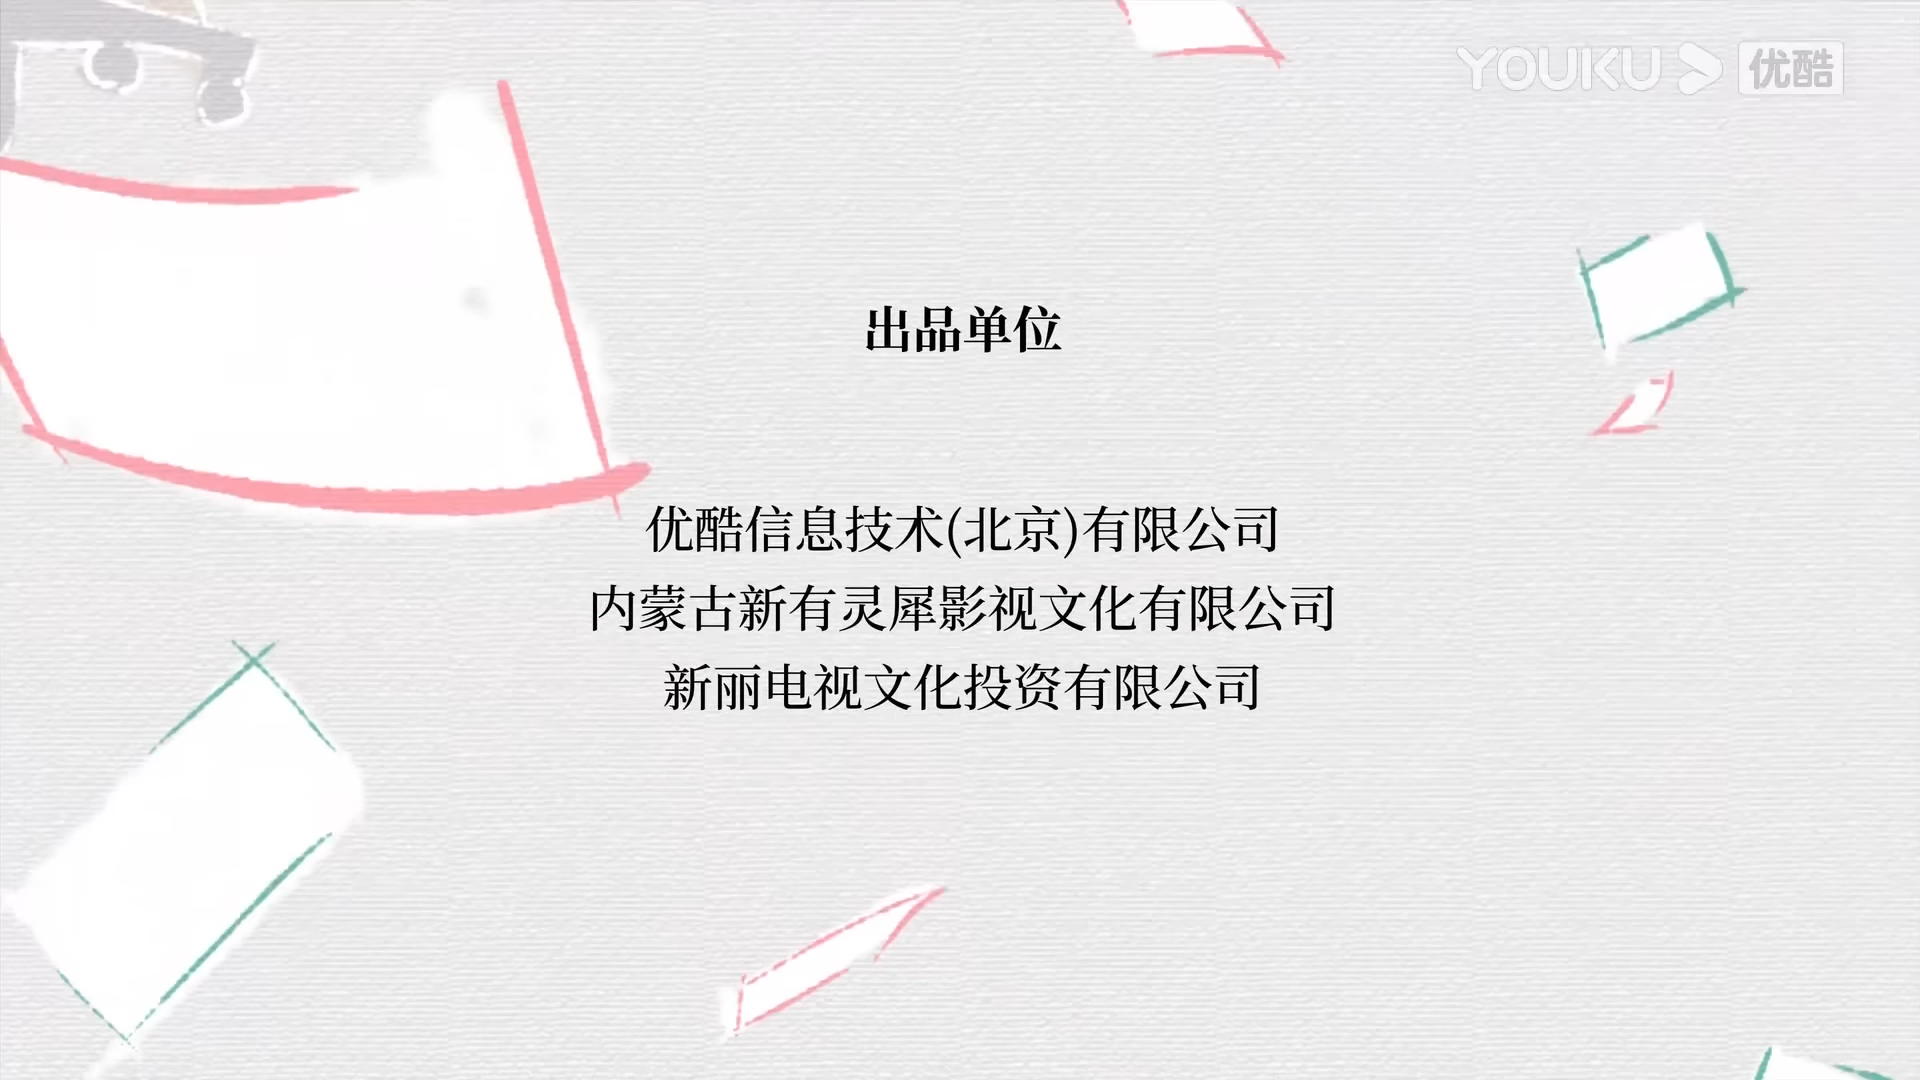 YOUKU 优酷
出品单位
优酷信息技术(北京)有限公司
内蒙古新有灵犀影视文化有限公司
新丽电视文化投资有限公司